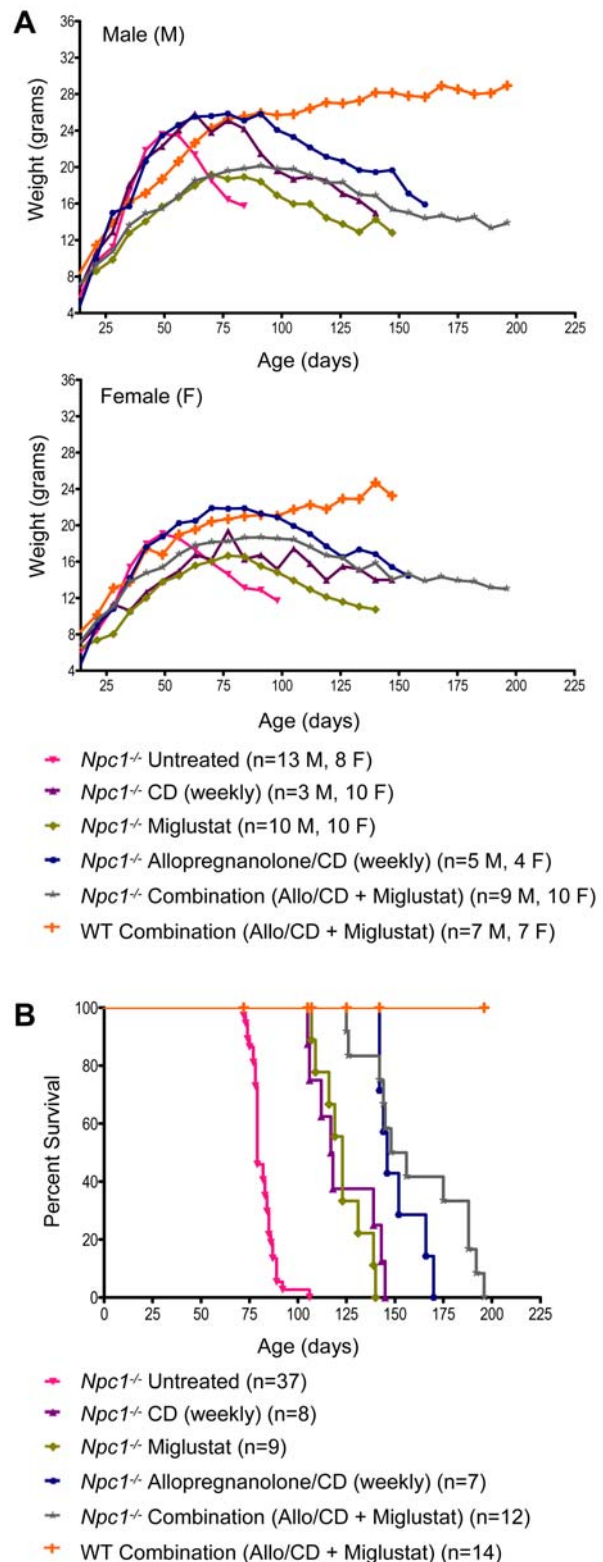 A
Male (M)
36
32
28
24
20
16
12
8
4
Weight (grams)
25 50 75 100 125 150 175 200 225
Age (days)
Female (F)
36
32
28
24
20
16
12
8
4
Weight (grams)
25 50 75 100 125 150 175 200 225
Age (days)
Npc1-/- Untreated (n=13 M, 8 F)
Npc1-/- CD (weekly) (n=3 M, 10 F)
Npc1-/- Miglustat (n=10 M, 10 F)
Npc1-/- Allopregnanolone/CD (weekly) (n=5 M, 4 F)
Npc1-/- Combination (Allo/CD + Miglustat) (n=9 M, 10 F)
WT Combination (Allo/CD + Miglustat) (n=7 M, 7 F)
B
100
80
60
40
20
0
Percent Survival
0 25 50 75 100 125 150 175 200 225
Age (days)
Npc1-/- Untreated (n=37)
Npc1-/- CD (weekly) (n=8)
Npc1-/- Miglustat (n=9)
Npc1-/- Allopregnanolone/CD (weekly) (n=7)
Npc1-/- Combination (Allo/CD + Miglustat) (n=12)
WT Combination (Allo/CD + Miglustat) (n=14)